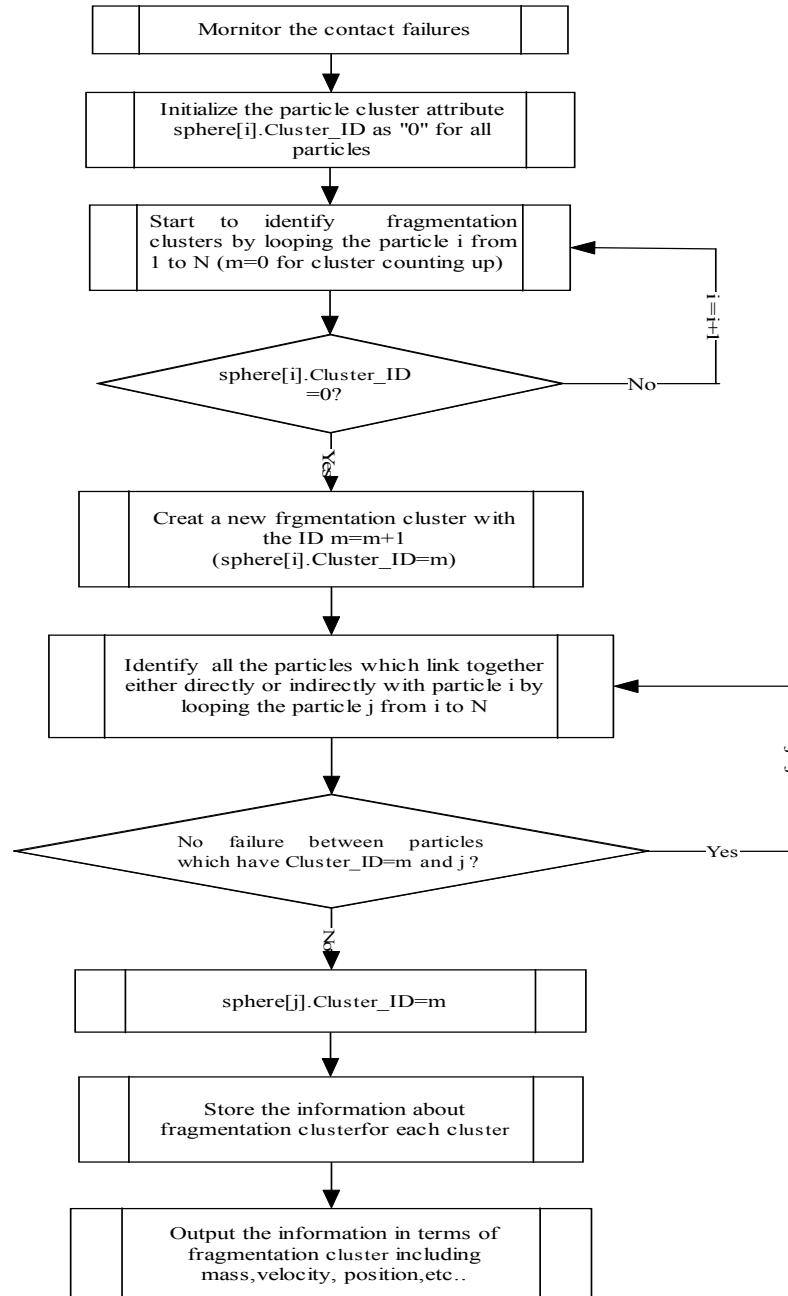 Mornitor the contact failures
Initialize the particle cluster attribute
sphere[i].Cluster_ID as "0" for all
particles
Start to identify fragmentation
clusters by looping the particle i from
1 to N (m=0 for cluster counting up)
i=i+1
sphere[i].Cluster_ID
=0?
No
Yes
Creat a new frgmentation cluster with
the ID m=m+1
(sphere[i].Cluster_ID=m)
Identify all the particles which link together
either directly or indirectly with particle i by
looping the particle j from i to N
No failure between particles
which have Cluster_ID=m and j?
Yes
No
sphere[j].Cluster_ID=m
Store the information about
fragmentation clusterfor each cluster
Output the information in terms of
fragmentation cluster including
mass,velocity, position,etc..